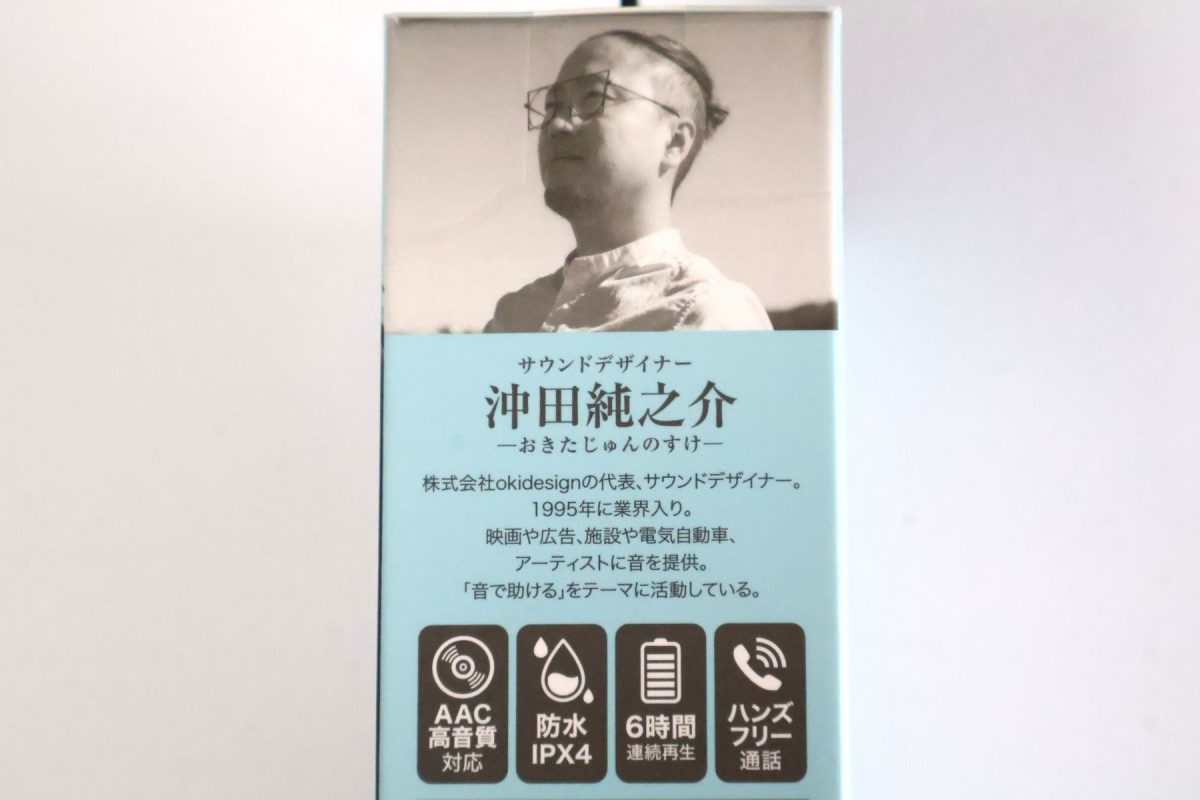 サウンドデザイナー
沖田純之介
―おきたじゅんのすけ―
株式会社okidesignの代表、サウンドデザイナー。
1995年に業界入り。
映画や広告、施設や電気自動車、
アーティストに音を提供。
「音で助ける」をテーマに活動している。
AAC
高音質
対応
防水
IPX4
6時間
連続再生
ハンズ
フリー
通話